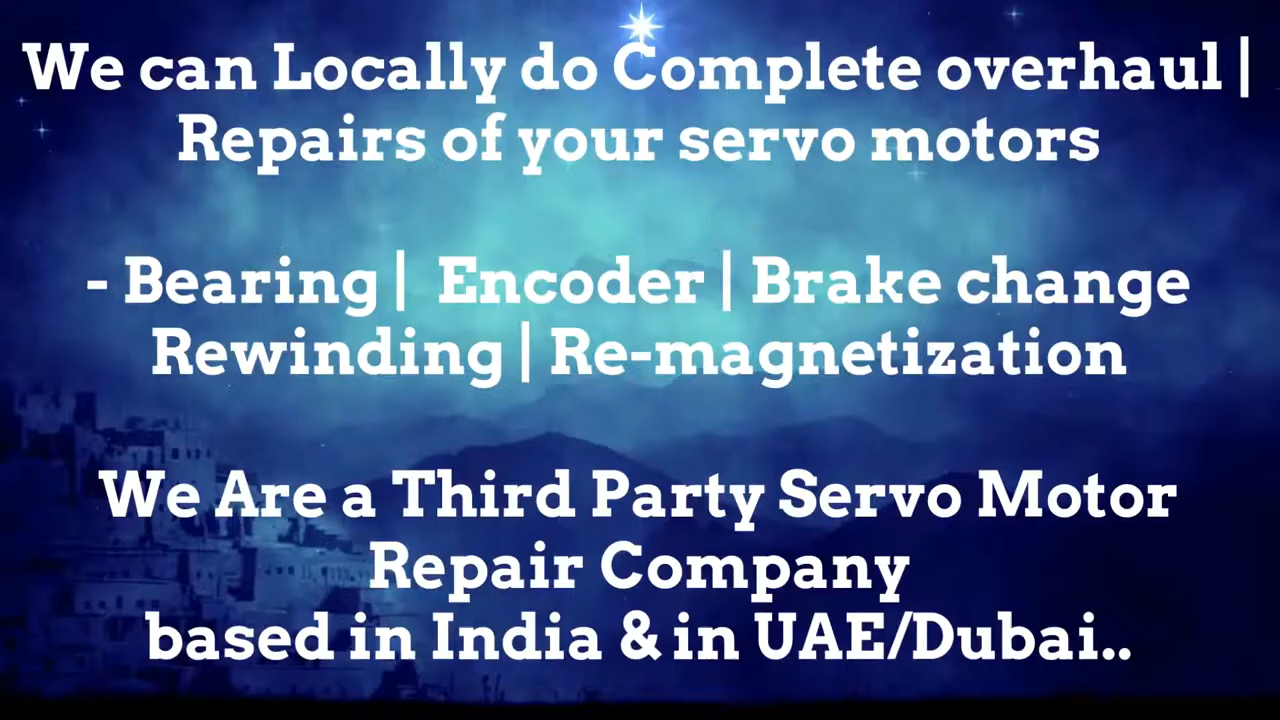 We can Locally do Complete overhaul |
Repairs of your servo motors
- Bearing | Encoder | Brake change
Rewinding | Re-magnetization
We Are a Third Party Servo Motor
Repair Company
based in India & in UAE/Dubai..